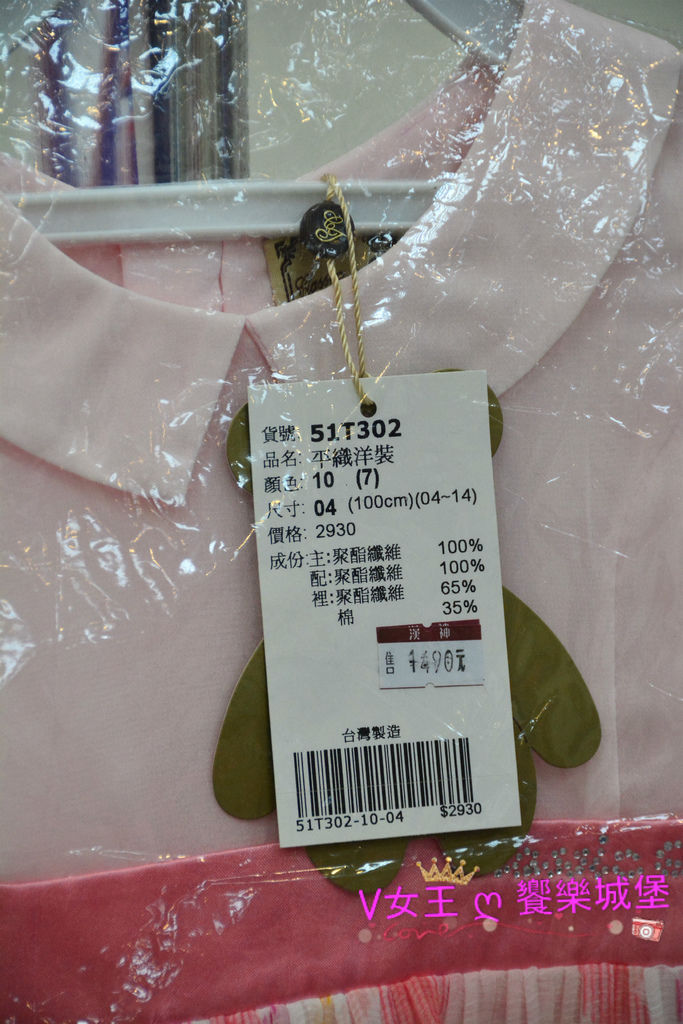 貨號: 51T302
品名: 平織洋裝
顏色: 10 (7)
尺寸: 04 (100cm)(04~14)
價格: 2930
成份:主:聚酯纖維 100%
配:聚酯纖維 100%
裡:聚酯纖維 65%
棉 35%
漢神
售 1490元
台灣製造
51T302-10-04 $2930
V女王 ღ 饗樂城堡
love